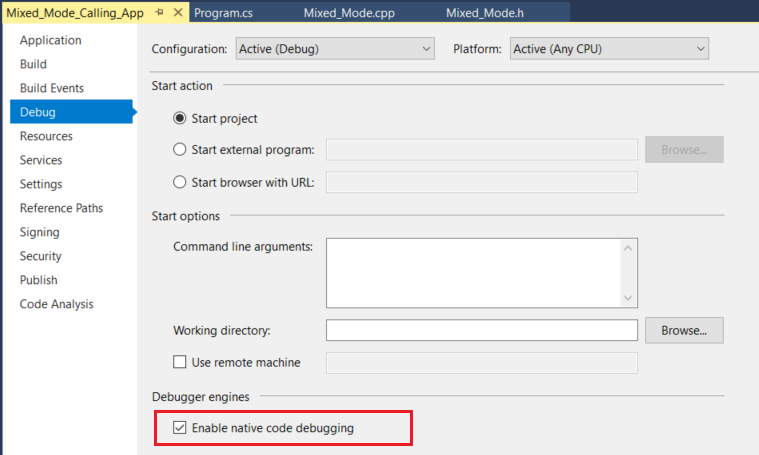 Mixed_Mode_Calling_App Program.cs Mixed_Mode.cpp Mixed_Mode.h
Application
Build
Build Events
Debug
Resources
Services
Settings
Reference Paths
Signing
Security
Publish
Code Analysis
Configuration: Active (Debug) Platform: Active (Any CPU)
Start action
Start project
Start external program: Browse...
Start browser with URL:
Start options
Command line arguments:
Working directory: Browse...
Use remote machine
Debugger engines
Enable native code debugging